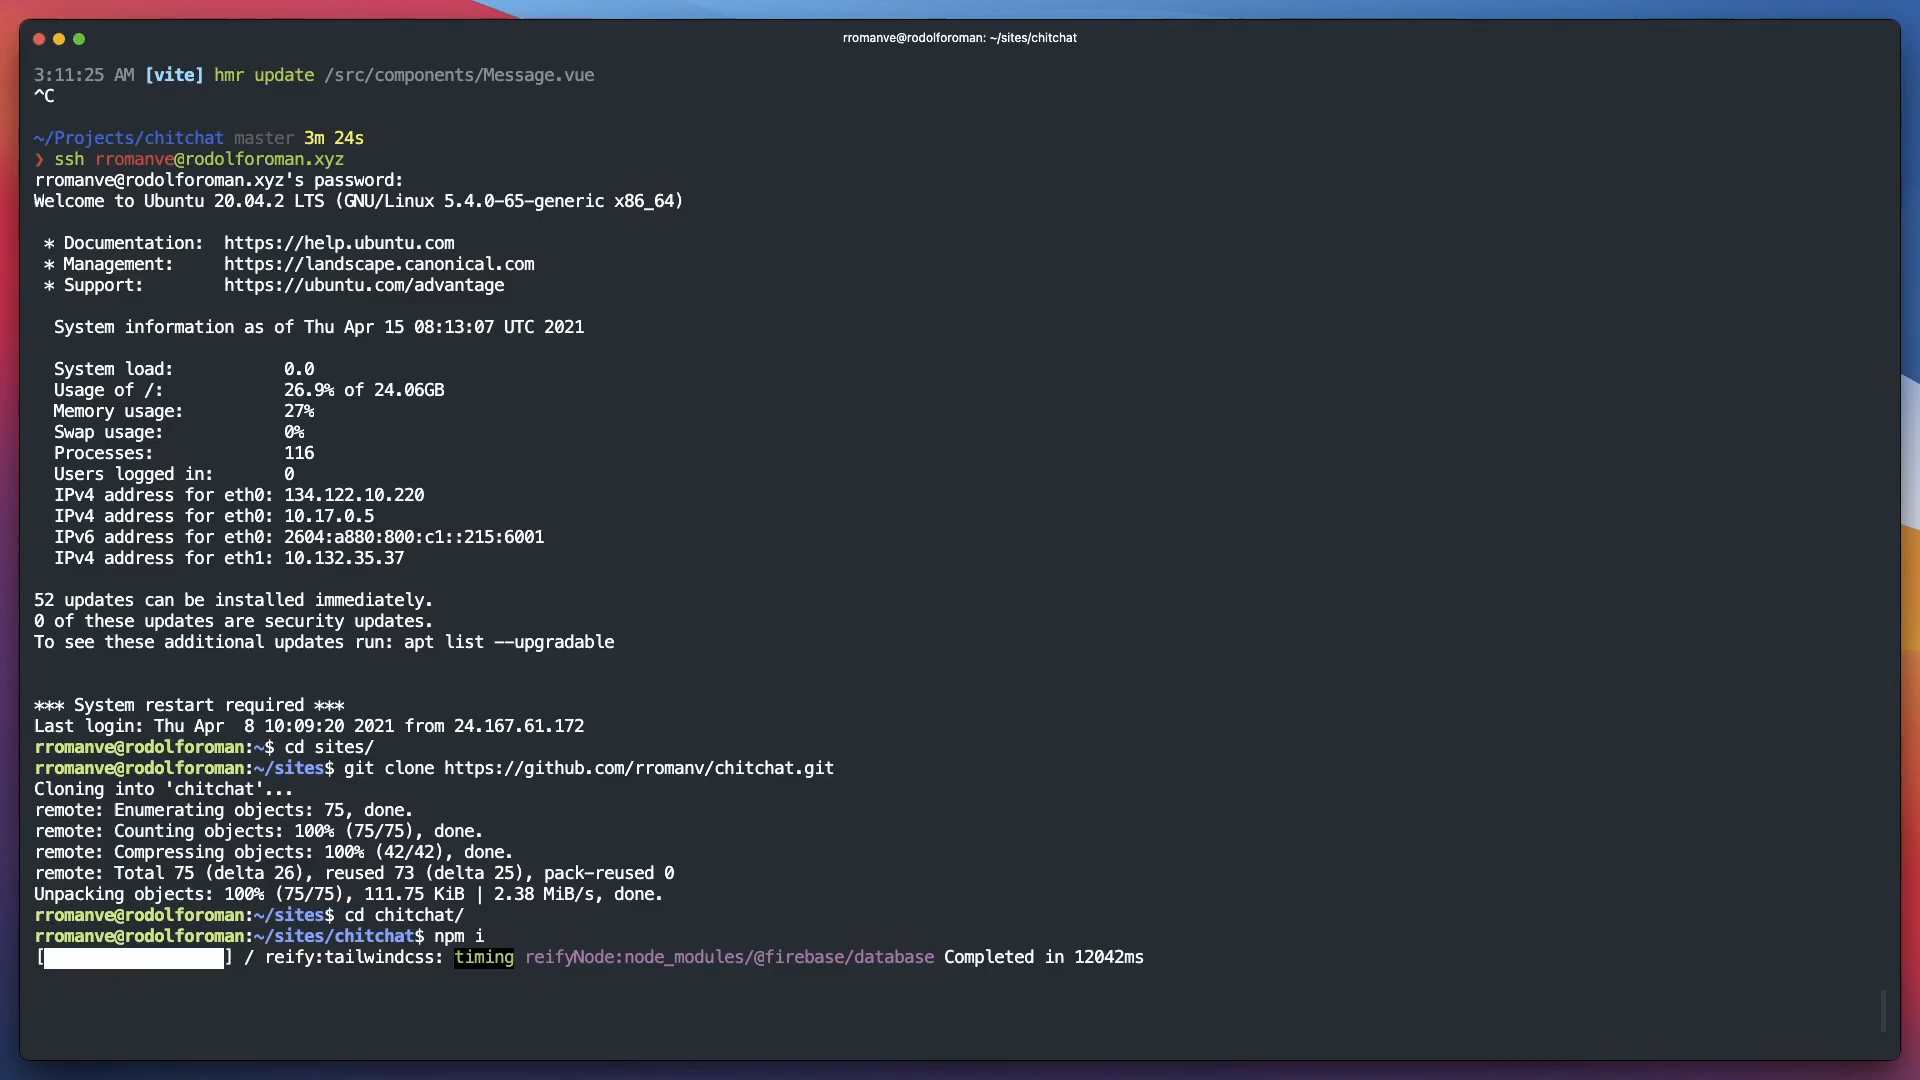 rromanve@rodolforoman: ~/sites/chitchat
3:11:25 AM [vite] hmr update /src/components/Message.vue
^C
~/Projects/chitchat master 3m 24s
❯ ssh rromanve@rodolforoman.xyz
rromanve@rodolforoman.xyz's password:
Welcome to Ubuntu 20.04.2 LTS (GNU/Linux 5.4.0-65-generic x86_64)
* Documentation:  https://help.ubuntu.com
* Management:     https://landscape.canonical.com
* Support:        https://ubuntu.com/advantage
System information as of Thu Apr 15 08:13:07 UTC 2021
System load:           0.0
Usage of /:            26.9% of 24.06GB
Memory usage:          27%
Swap usage:            0%
Processes:             116
Users logged in:       0
IPv4 address for eth0: 134.122.10.220
IPv4 address for eth0: 10.17.0.5
IPv6 address for eth0: 2604:a880:800:c1::215:6001
IPv4 address for eth1: 10.132.35.37
52 updates can be installed immediately.
0 of these updates are security updates.
To see these additional updates run: apt list --upgradable
*** System restart required ***
Last login: Thu Apr  8 10:09:20 2021 from 24.167.61.172
rromanve@rodolforoman:~$ cd sites/
rromanve@rodolforoman:~/sites$ git clone https://github.com/rromanv/chitchat.git
Cloning into 'chitchat'...
remote: Enumerating objects: 75, done.
remote: Counting objects: 100% (75/75), done.
remote: Compressing objects: 100% (42/42), done.
remote: Total 75 (delta 26), reused 73 (delta 25), pack-reused 0
Unpacking objects: 100% (75/75), 111.75 KiB | 2.38 MiB/s, done.
rromanve@rodolforoman:~/sites$ cd chitchat/
rromanve@rodolforoman:~/sites/chitchat$ npm i
[                  ] / reify:tailwindcss: timing reifyNode:node_modules/@firebase/database Completed in 12042ms